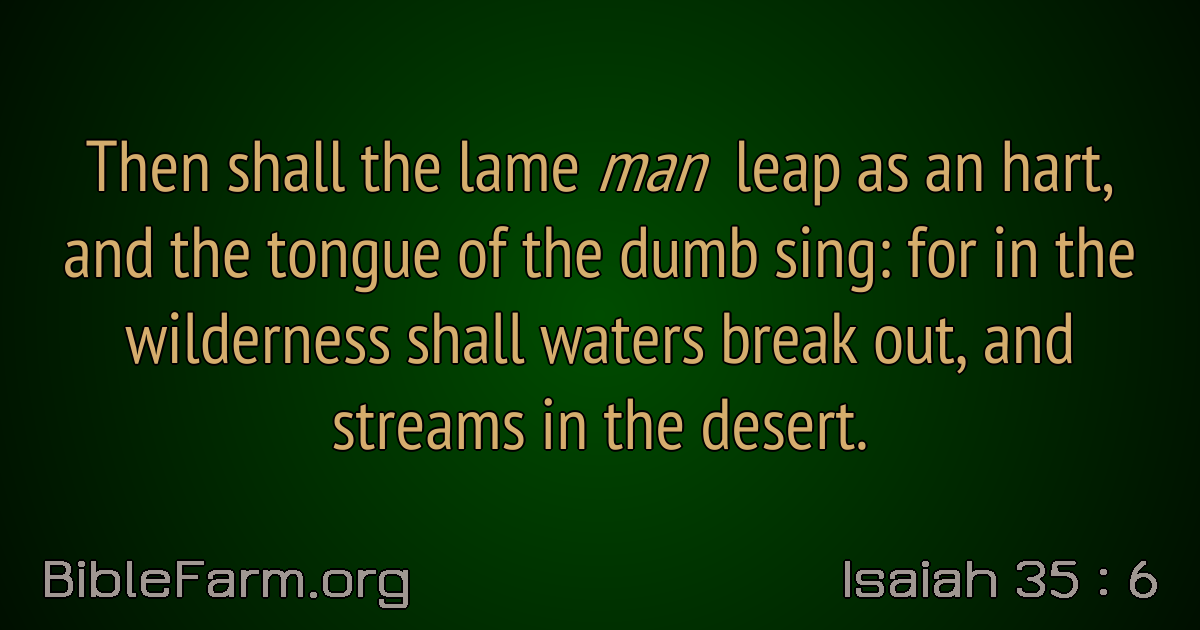 Then shall the lame man leap as an hart,
and the tongue of the dumb sing: for in the
wilderness shall waters break out, and
streams in the desert.
BibleFarm.org
Isaiah 35 : 6